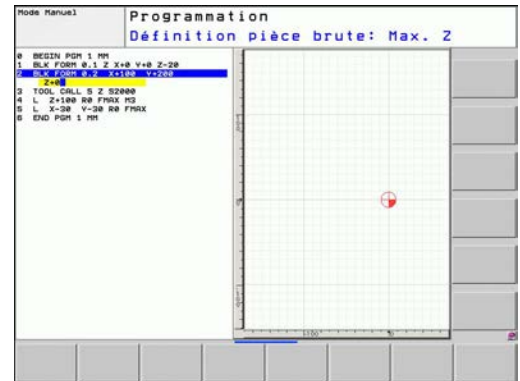 Mode Manuel
Programmation
Définition pièce brute: Max. Z
0 BEGIN PGM 1 MM
1 BLK FORM 0.1 Z X+0 Y+0 Z-20
2 BLK FORM 0.2 X+100 Y+200
Z+0
3 TOOL CALL 5 Z S2000
4 L Z+100 R0 FMAX M3
5 L X-30 Y-30 R0 FMAX
6 END PGM 1 MM